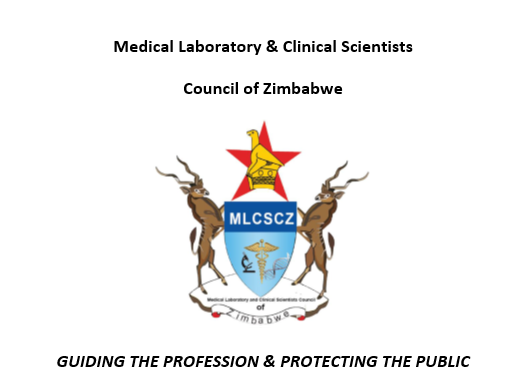 Medical Laboratory & Clinical Scientists
Council of Zimbabwe
MLCSCZ
Medical Laboratory and Clinical Scientists Council
of
Zimbabwe
GUIDING THE PROFESSION & PROTECTING THE PUBLIC